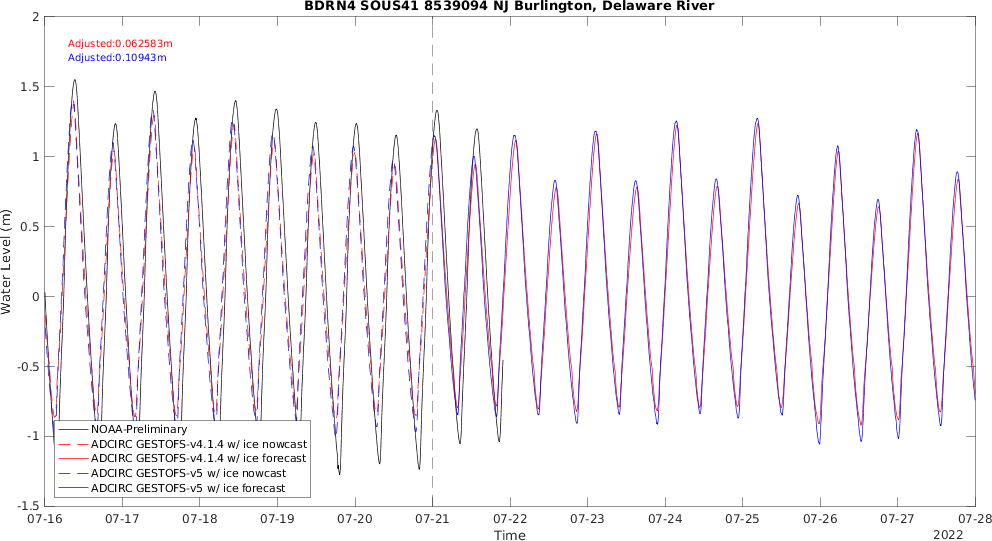 BDRN4 SOUS41 8539094 NJ Burlington, Delaware River
Adjusted:0.062583m
Adjusted:0.10943m
Water Level (m)
2
1.5
1
0.5
0
-0.5
-1
-1.5
NOAA-Preliminary
ADCIRC GESTOFS-v4.1.4 w/ ice nowcast
ADCIRC GESTOFS-v4.1.4 w/ ice forecast
ADCIRC GESTOFS-v5 w/ ice nowcast
ADCIRC GESTOFS-v5 w/ ice forecast
07-16 07-17 07-18 07-19 07-20 07-21 07-22 07-23 07-24 07-25 07-26 07-27 07-28
Time
2022